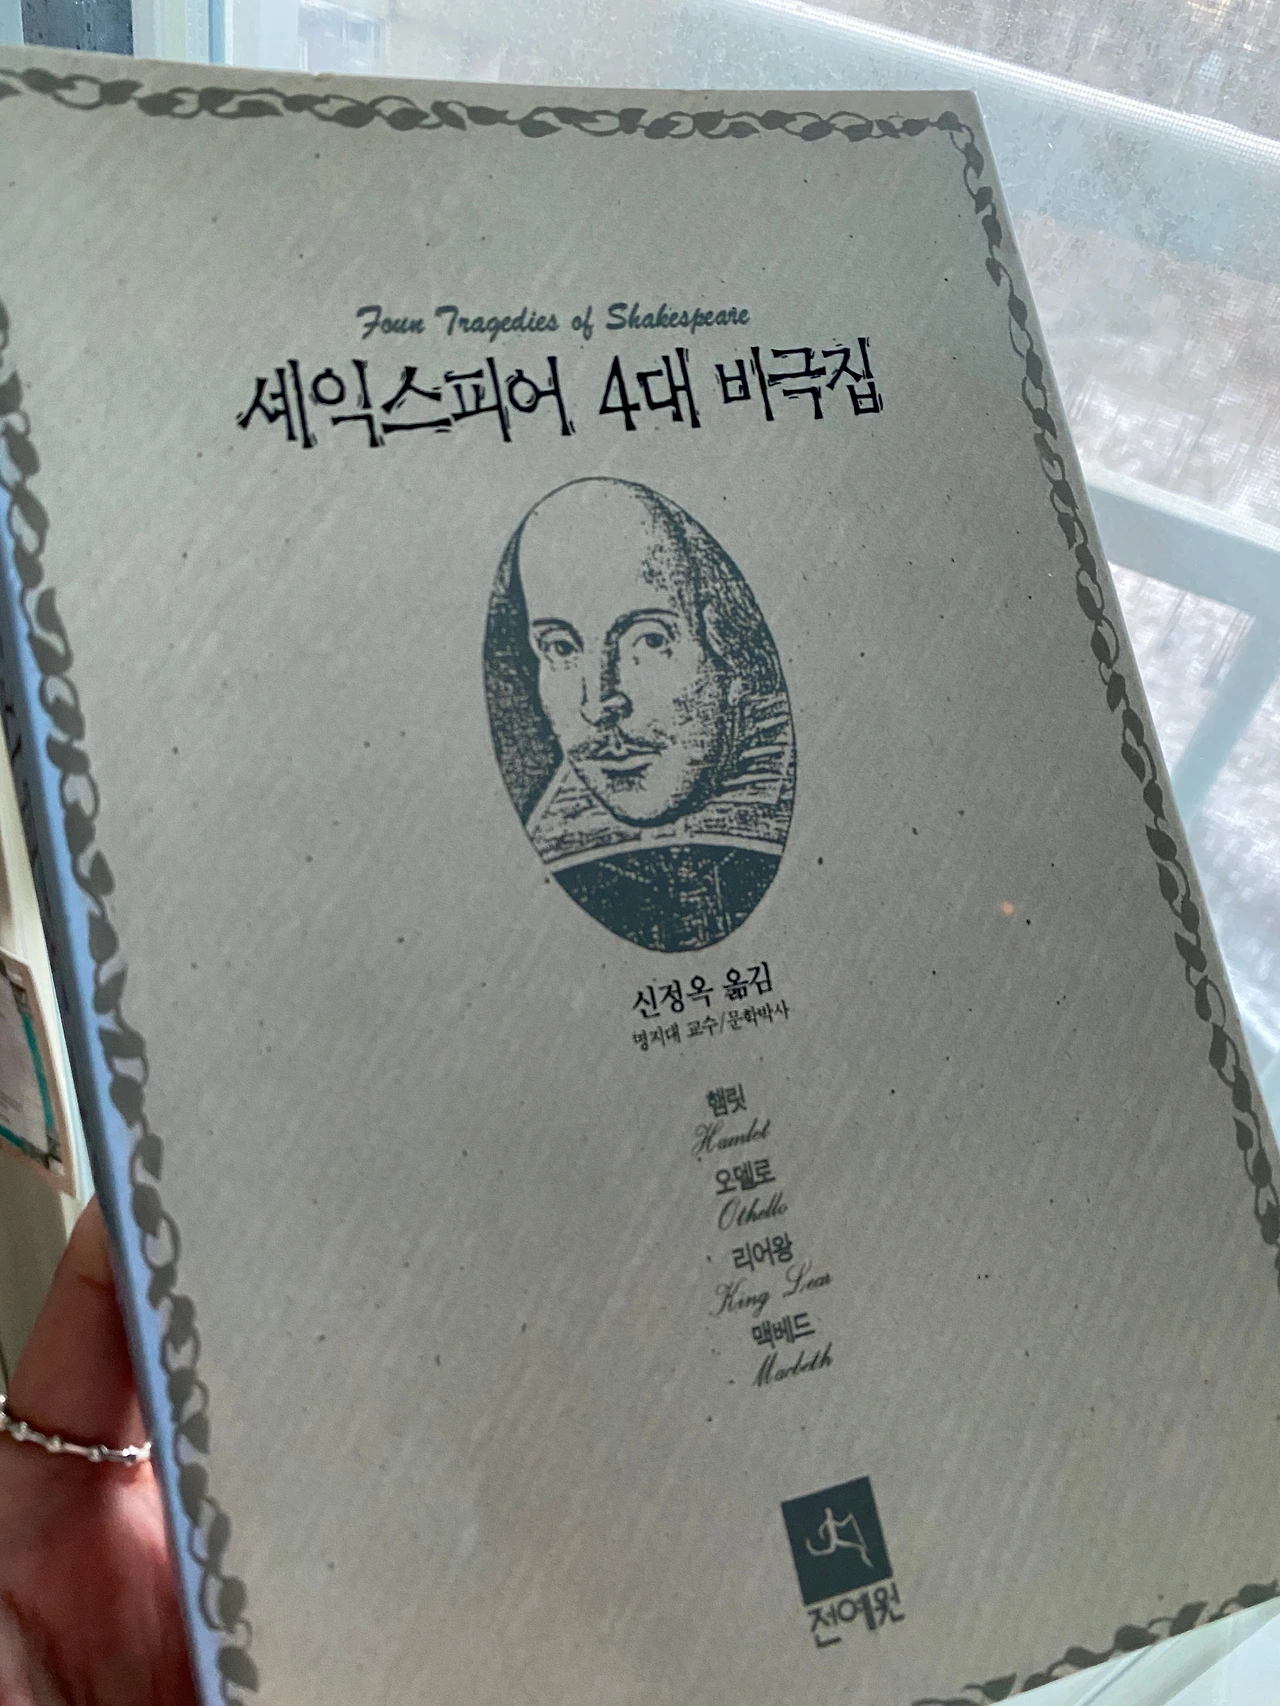 Four Tragedies of Shakespeare
셰익스피어 4대 비극집
신정옥 옮김
명지대 교수/문학박사
햄릿
Hamlet
오델로
Othello
리어왕
King Lear
맥베드
Macbeth
전예원